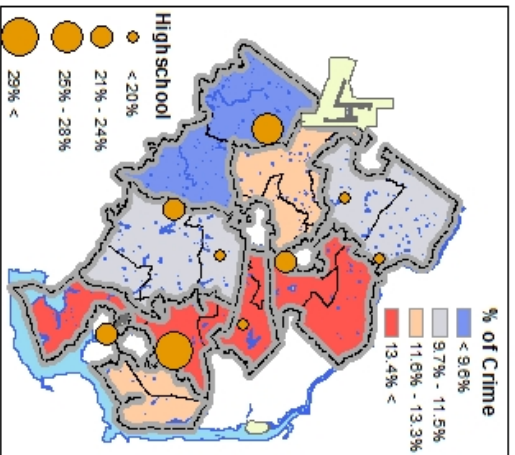 High school
< 20%
21% - 24%
25% - 28%
29% <
% of Crime
< 9.6%
9.7% - 11.5%
11.6% - 13.3%
13.4% <